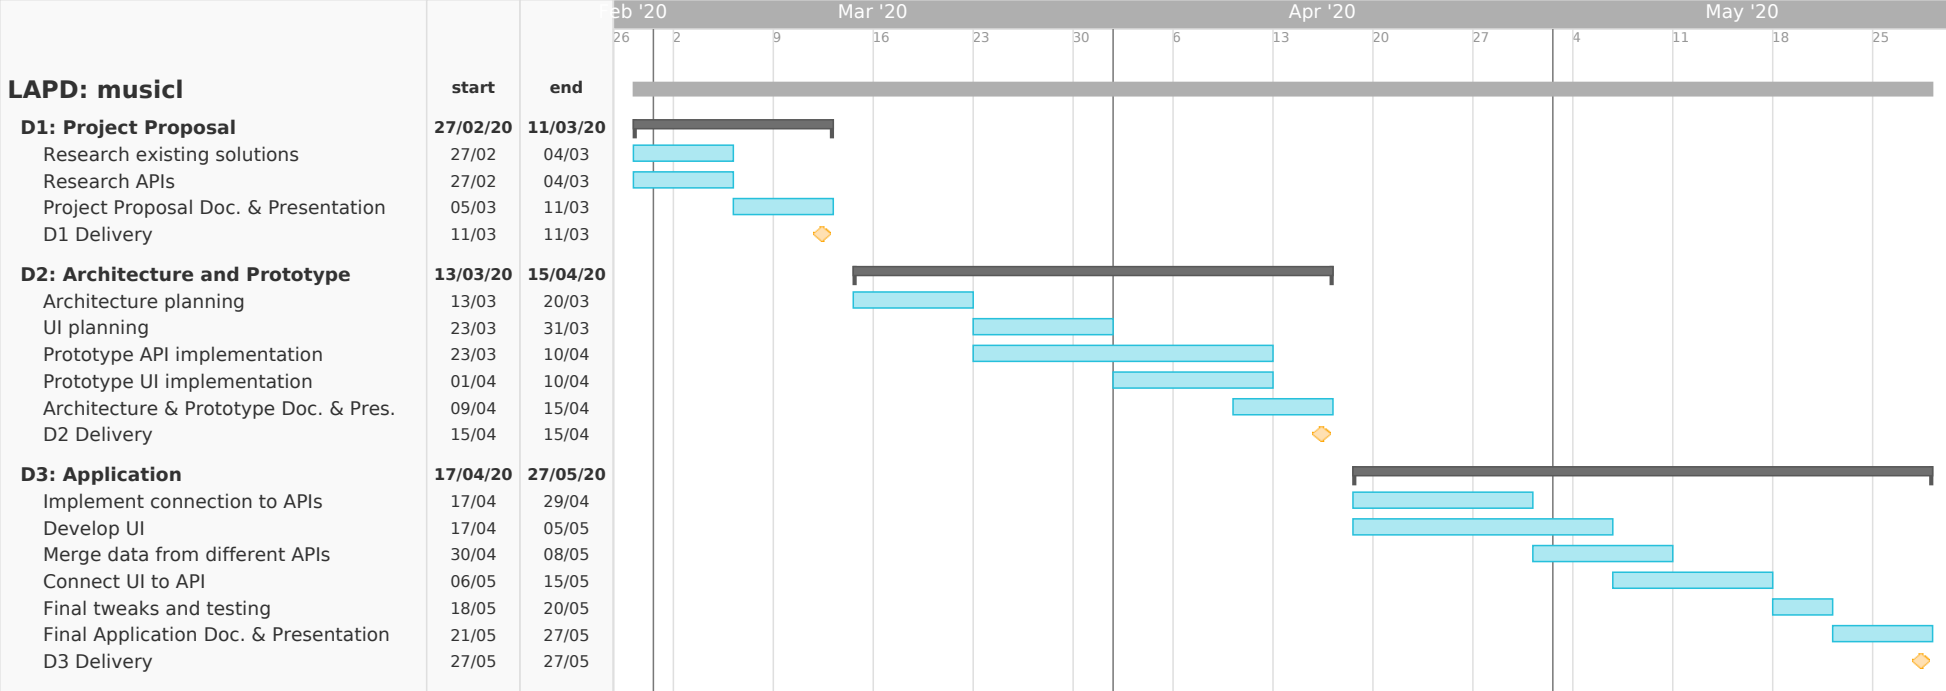 Feb '20 Mar '20 Apr '20 May '20
26 2 9 16 23 30 6 13 20 27 4 11 18 25
LAPD: musicl start end
D1: Project Proposal 27/02/20 11/03/20
Research existing solutions 27/02 04/03
Research APIs 27/02 04/03
Project Proposal Doc. & Presentation 05/03 11/03
D1 Delivery 11/03 11/03
D2: Architecture and Prototype 13/03/20 15/04/20
Architecture planning 13/03 20/03
UI planning 23/03 31/03
Prototype API implementation 23/03 10/04
Prototype UI implementation 01/04 10/04
Architecture & Prototype Doc. & Pres. 09/04 15/04
D2 Delivery 15/04 15/04
D3: Application 17/04/20 27/05/20
Implement connection to APIs 17/04 29/04
Develop UI 17/04 05/05
Merge data from different APIs 30/04 08/05
Connect UI to API 06/05 15/05
Final tweaks and testing 18/05 20/05
Final Application Doc. & Presentation 21/05 27/05
D3 Delivery 27/05 27/05